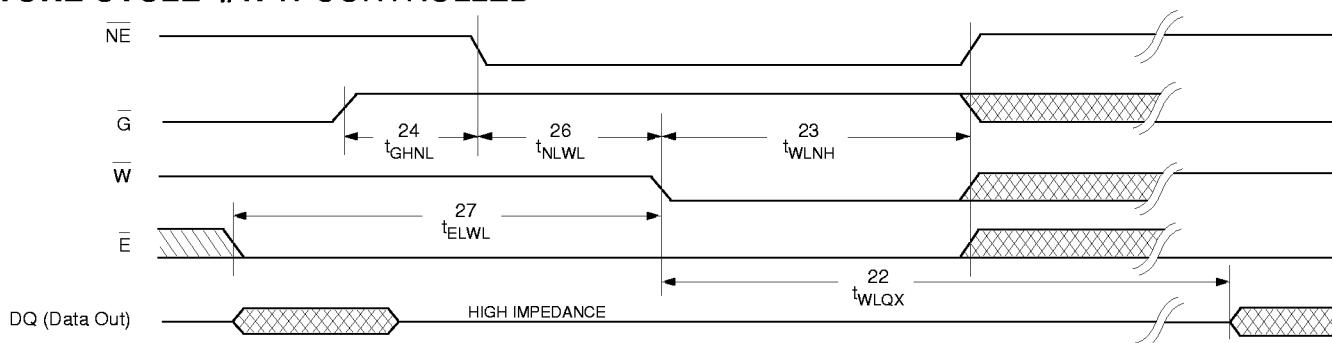 NE
G
24 26 23
tGHNL tNLWL tWLNH
W
27
tELWL
E
22
tWLQX
DQ (Data Out) HIGH IMPEDANCE